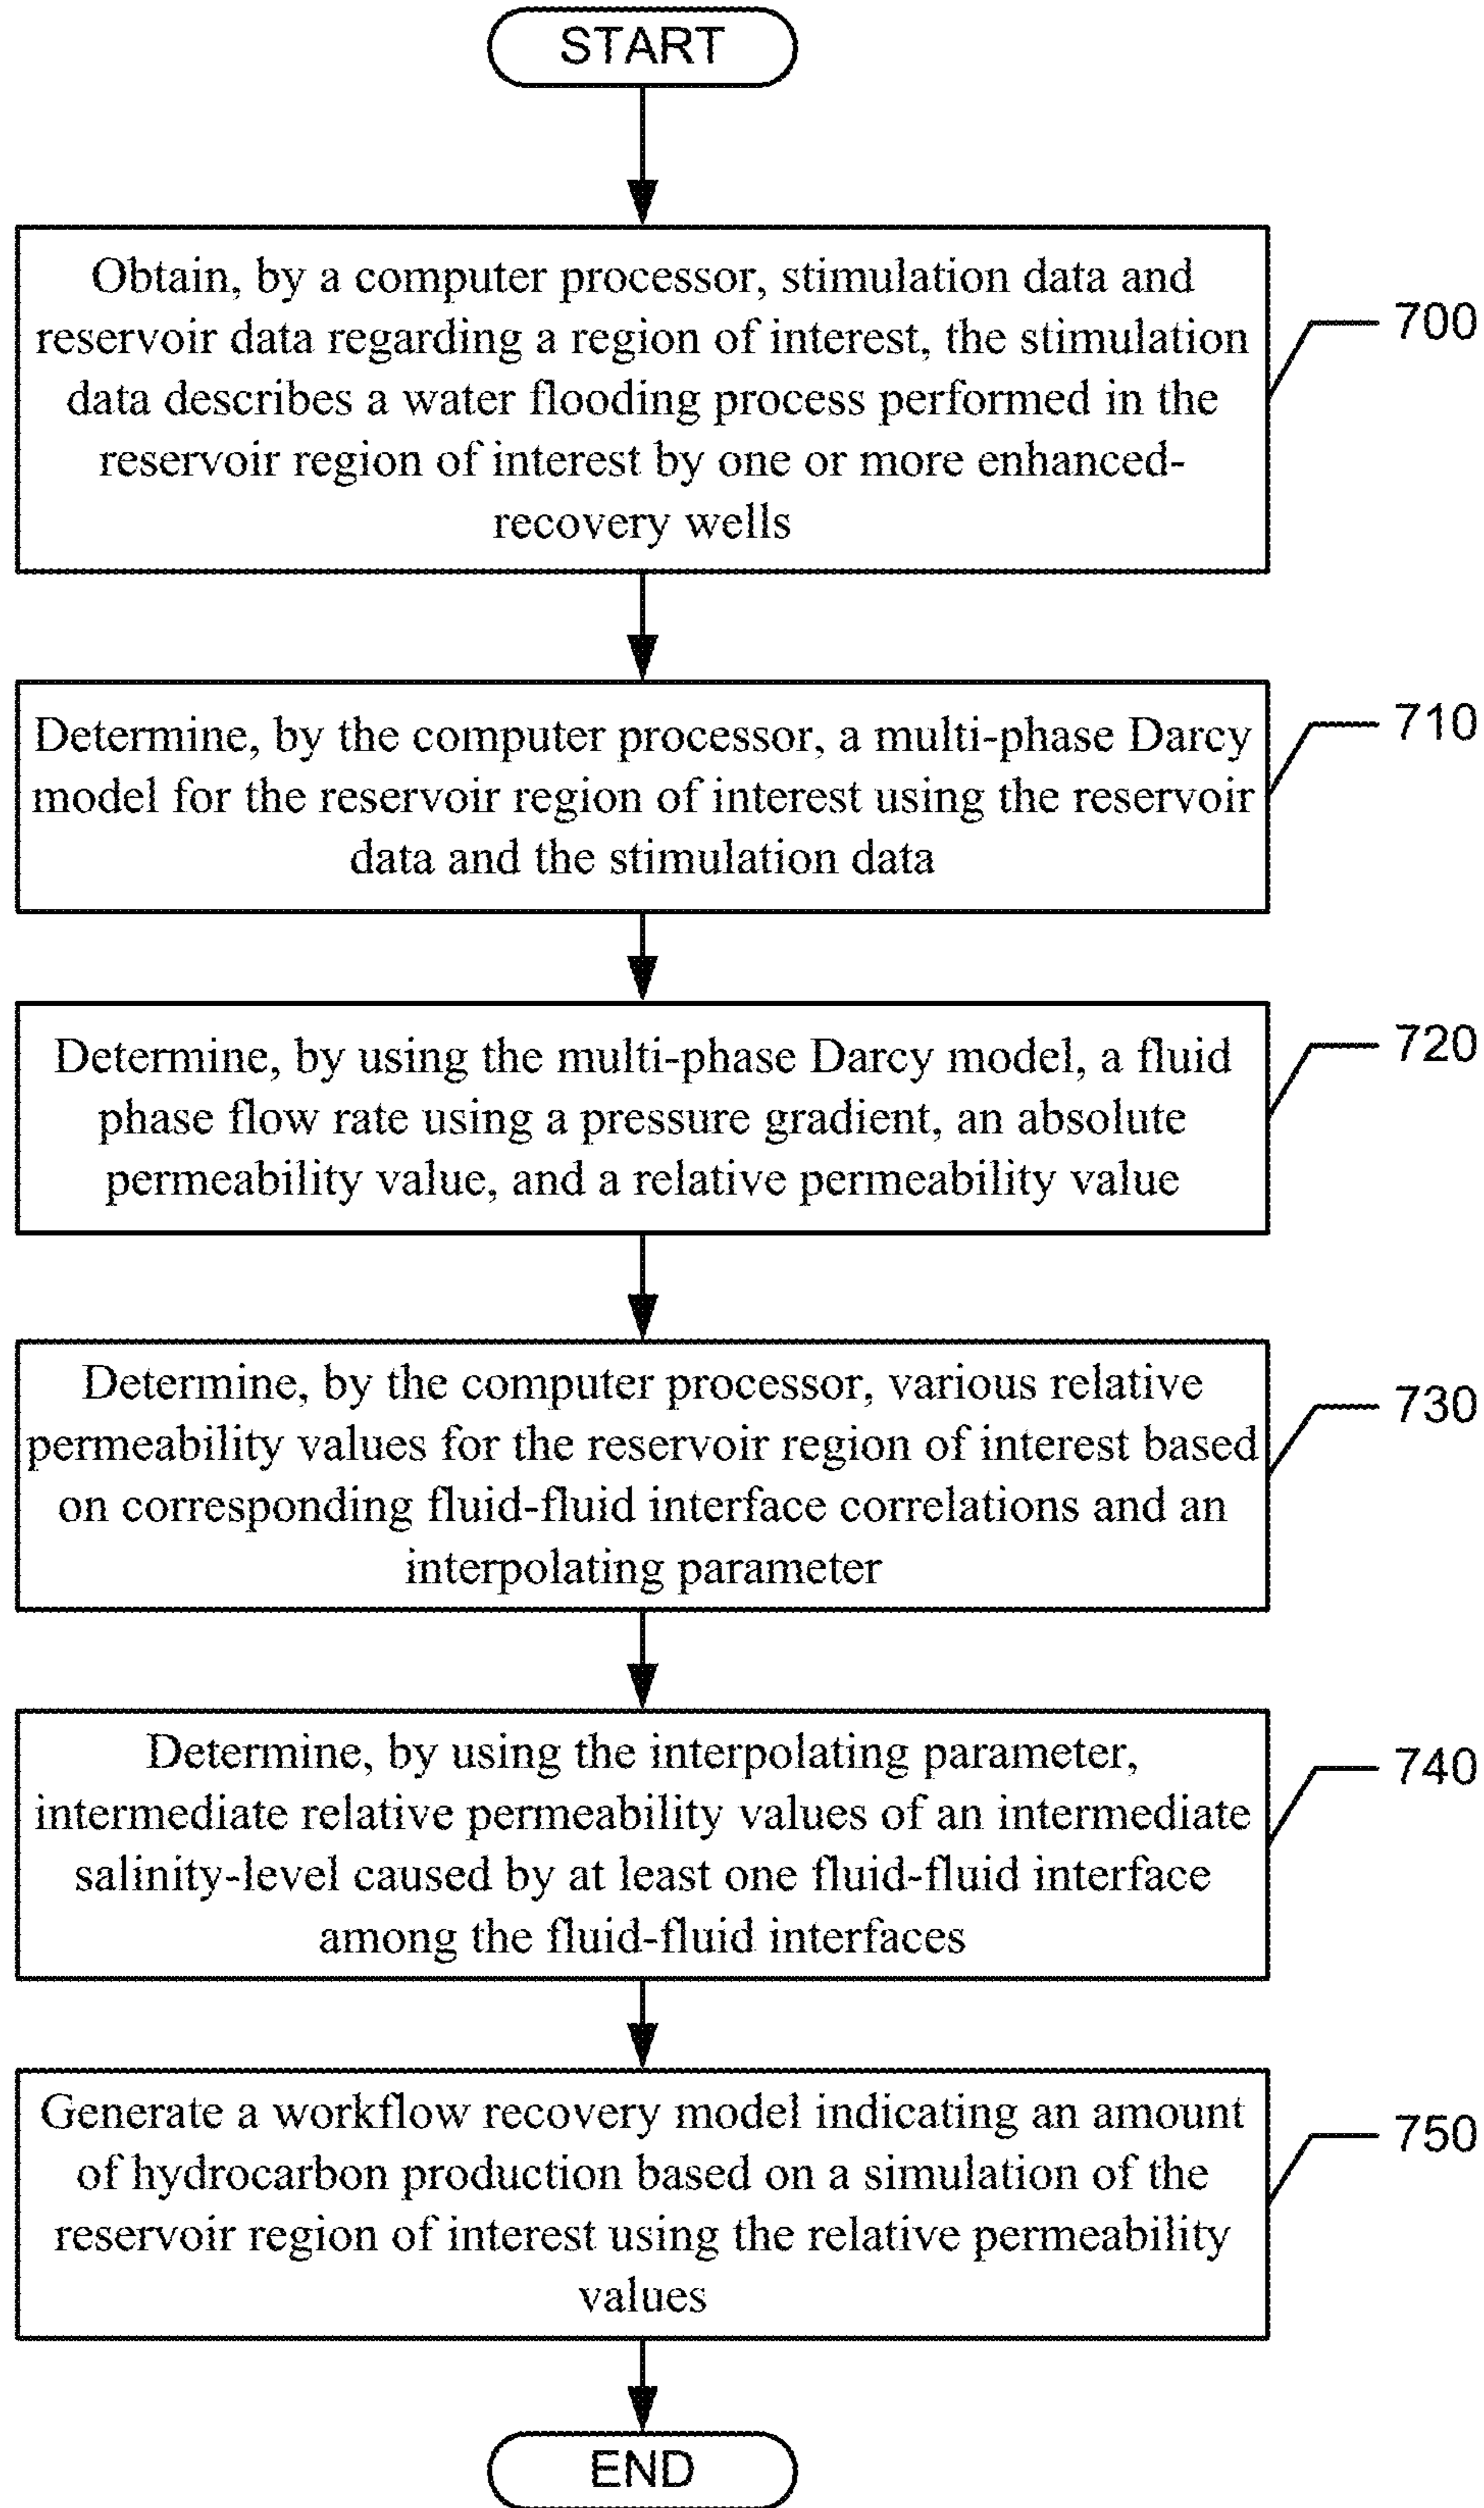 START
Obtain, by a computer processor, stimulation data and
reservoir data regarding a region of interest, the stimulation
data describes a water flooding process performed in the
reservoir region of interest by one or more enhanced-
recovery wells
700
Determine, by the computer processor, a multi-phase Darcy
model for the reservoir region of interest using the reservoir
data and the stimulation data
710
Determine, by using the multi-phase Darcy model, a fluid
phase flow rate using a pressure gradient, an absolute
permeability value, and a relative permeability value
720
Determine, by the computer processor, various relative
permeability values for the reservoir region of interest based
on corresponding fluid-fluid interface correlations and an
interpolating parameter
730
Determine, by using the interpolating parameter,
intermediate relative permeability values of an intermediate
salinity-level caused by at least one fluid-fluid interface
among the fluid-fluid interfaces
740
Generate a workflow recovery model indicating an amount
of hydrocarbon production based on a simulation of the
reservoir region of interest using the relative permeability
values
750
END